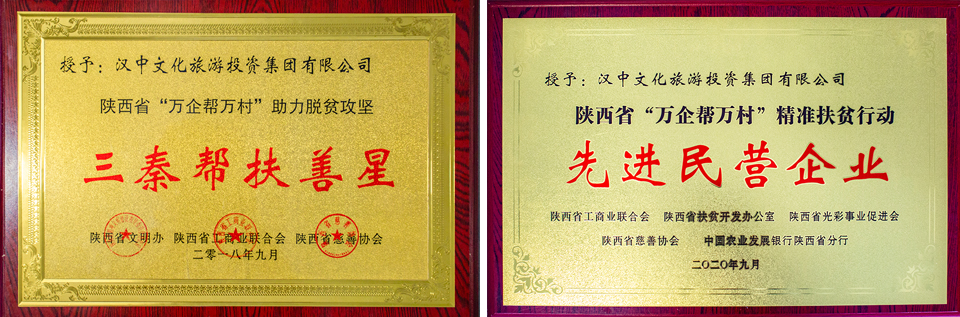 授予：汉中文化旅游投资集团有限公司
陕西省“万企帮万村”助力脱贫攻坚
三秦帮扶善星
陕西省文明办 陕西省工商业联合会 陕西省慈善协会
二零一八年九月
授予：汉中文化旅游投资集团有限公司
陕西省“万企帮万村”精准扶贫行动
先进民营企业
陕西省工商业联合会 陕西省扶贫开发办公室 陕西省光彩事业促进会
陕西省慈善协会 中国农业发展银行陕西省分行
二〇二〇年九月